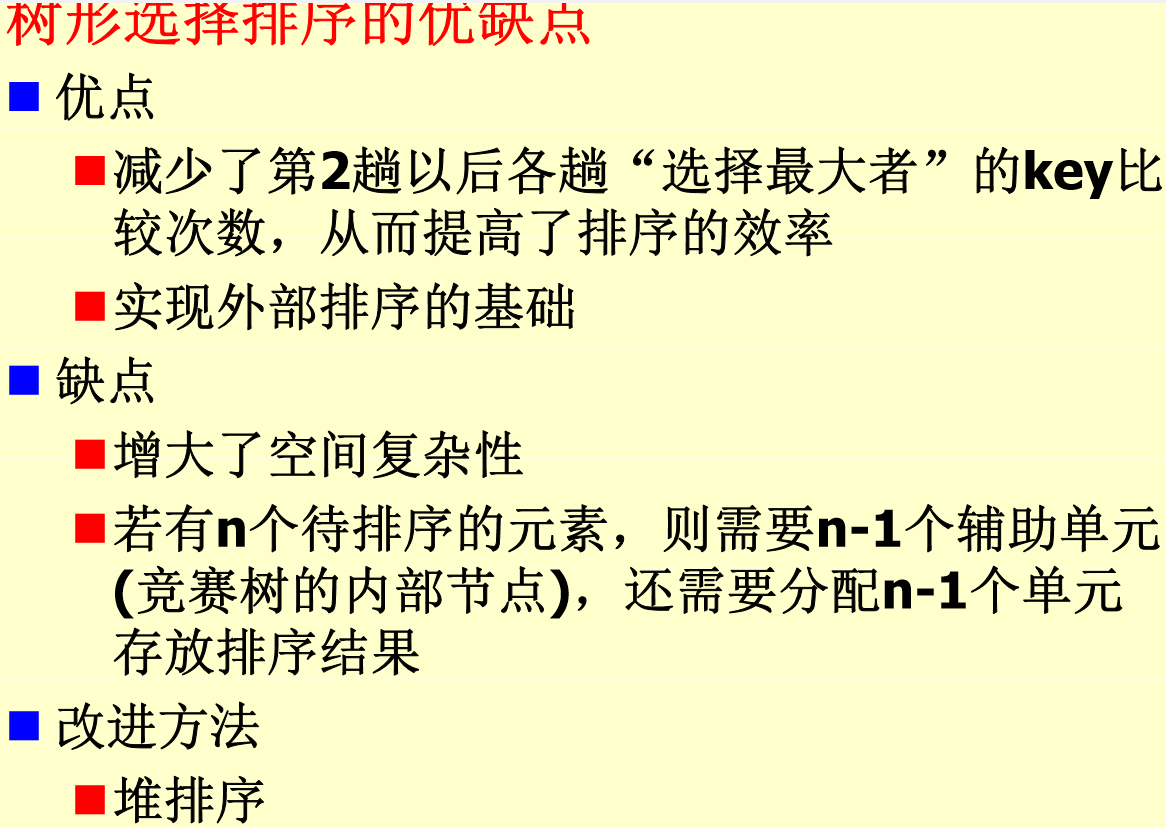 树形选择排序的优缺点
优点
减少了第2趟以后各趟“选择最大者”的key比
较次数，从而提高了排序的效率
实现外部排序的基础
缺点
增大了空间复杂性
若有n个待排序的元素，则需要n-1个辅助单元
(竞赛树的内部节点)，还需要分配n-1个单元
存放排序结果
改进方法
堆排序